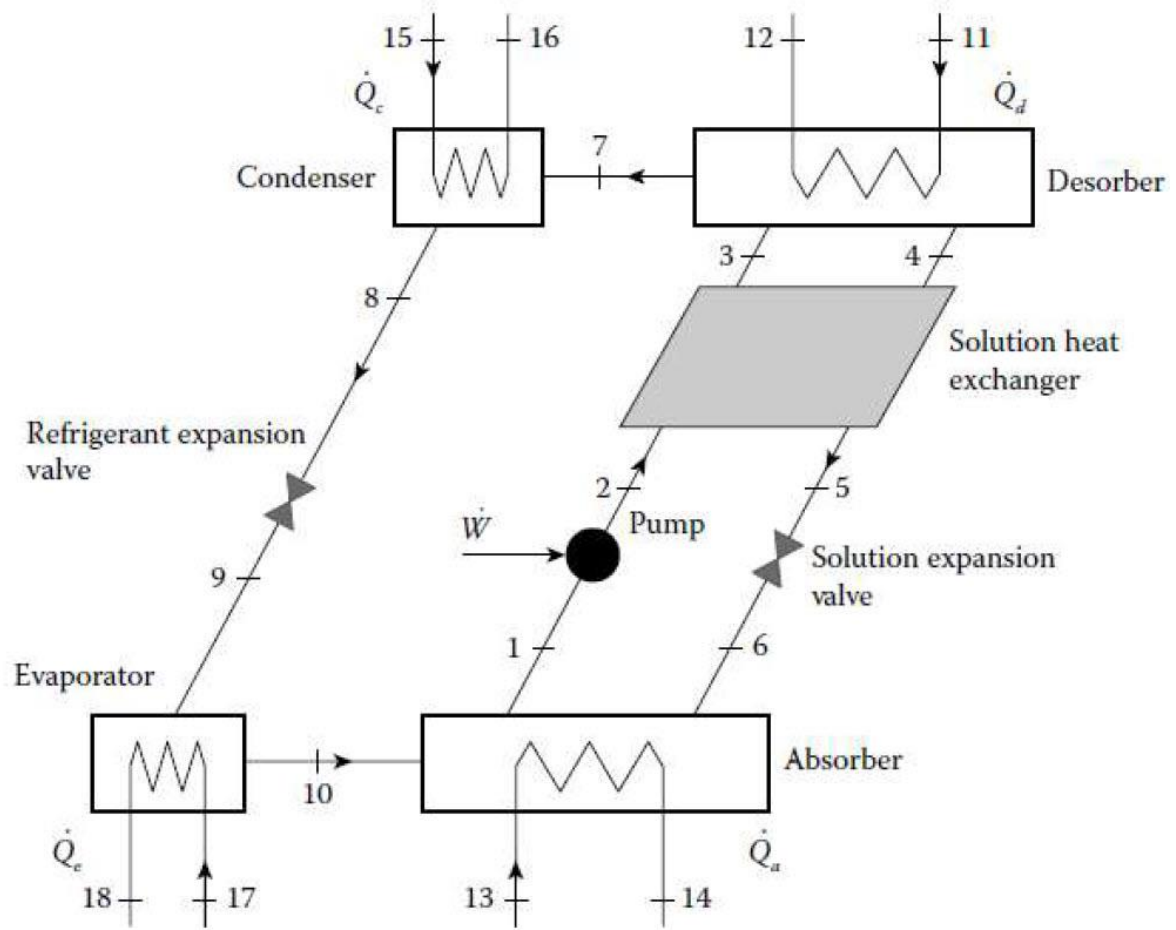 15
16
12
11
Q̇c
Q̇d
7
Condenser
Desorber
3
4
8
Solution heat
exchanger
Refrigerant expansion
valve
2
5
Ẇ
Pump
Solution expansion
valve
9
1
6
Evaporator
Absorber
10
Q̇e
Q̇a
18
17
13
14